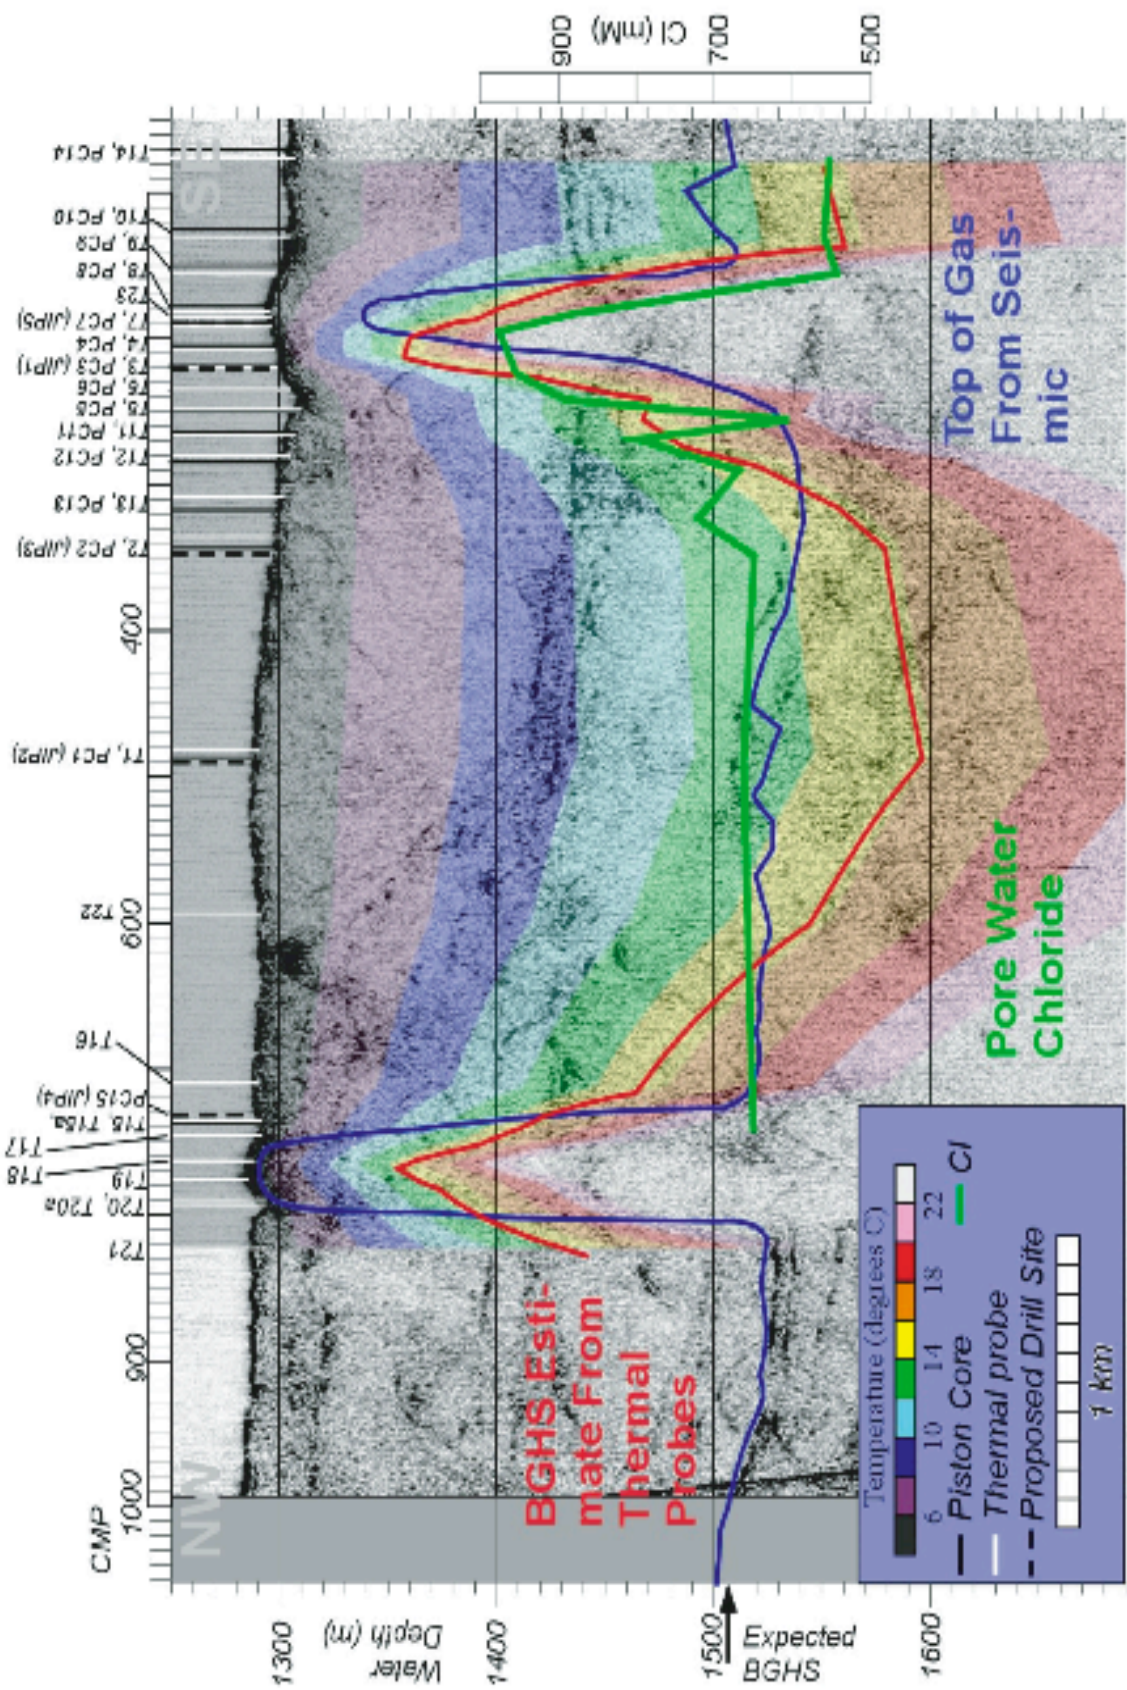 NW
SE
CMP
1000
900
600
400
T21
T20, T20a
T19
T18
T17
T15, T15a,
PC15 (JIP4)
T16
T22
T1, PC1 (JIP2)
T2, PC2 (JIP3)
T13, PC13
T12, PC12
T11, PC11
T5, PC5
T6, PC6
T3, PC3 (JIP1)
T4, PC4
T7, PC7 (JIP5)
T23
T8, PC8
T9, PC9
T10, PC10
T14, PC14
Water
Depth (m)
1300
1400
1500
1600
Expected
BGHS
Cl (mM)
900
700
500
BGHS Esti-
mate From
Thermal
Probes
Pore Water
Chloride
Top of Gas
From Seis-
mic
Temperature (degrees C)
6 10 14 18 22
Piston Core
Cl
Thermal probe
Proposed Drill Site
1 km